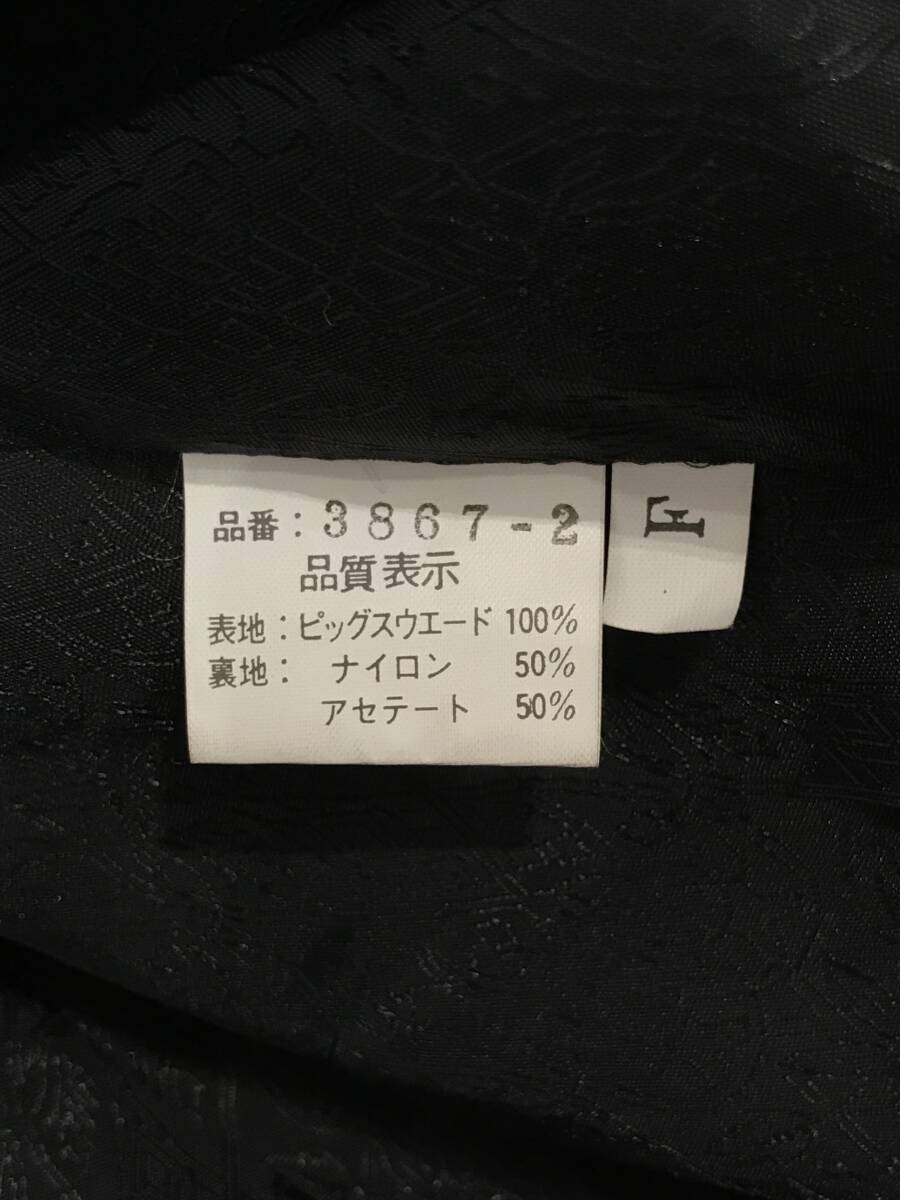 品番：3867-2
品質表示
表地：ピッグスウエード 100%
裏地： ナイロン 50%
アセテート 50%
F